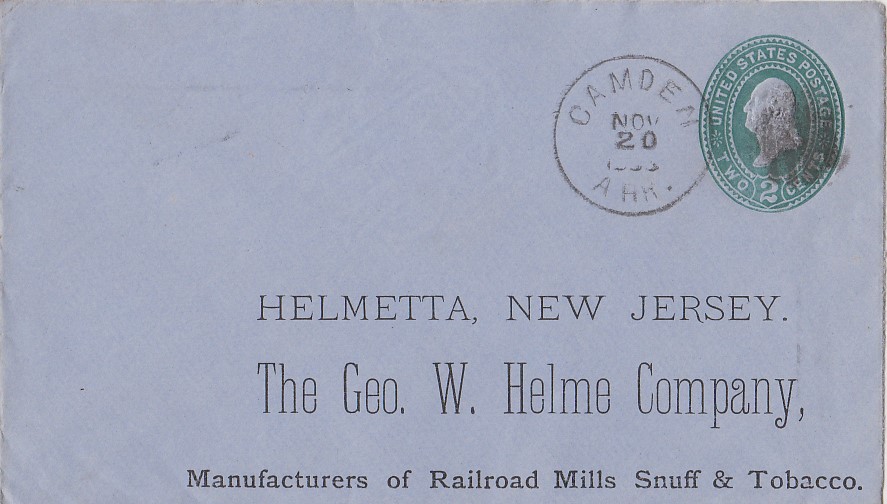 CAMDEN
NOV
20
ARR.
UNITED STATES POSTAGE
TWO 2 CENTS
HELMETTA, NEW JERSEY.
The Geo. W. Helme Company,
Manufacturers of Railroad Mills Snuff & Tobacco.